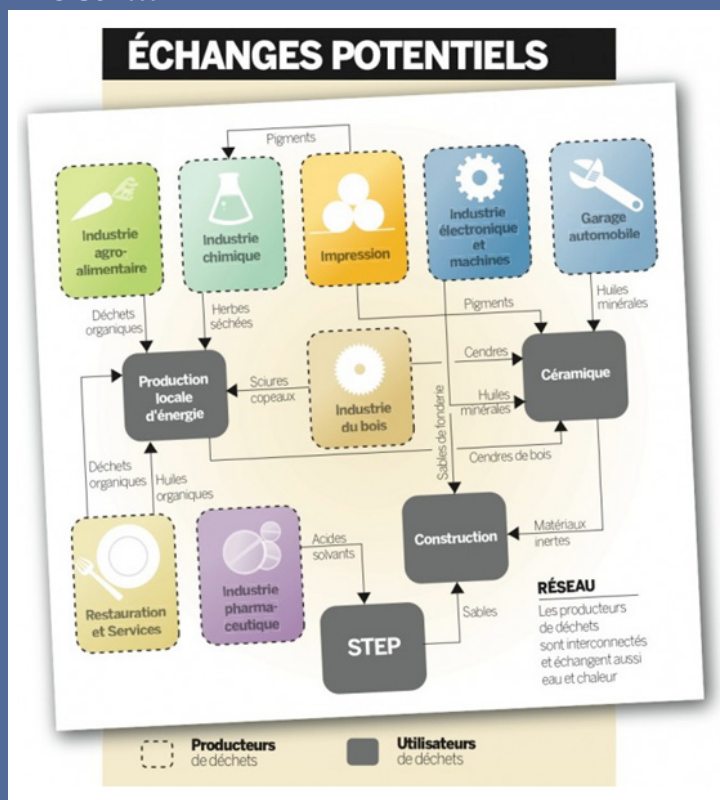 ÉCHANGES POTENTIELS
Pigments
Industrie
agro-
alimentaire
Industrie
chimique
Impression
Industrie
électronique
et
machines
Garage
automobile
Déchets
organiques
Herbes
séchées
Pigments
Huiles
minérales
Production
locale
d'énergie
Sciures
copeaux
Industrie
du bois
Cendres
Huiles
minérales
Céramique
Sables de fonderie
Cendres de bois
Déchets
organiques
Huiles
organiques
Restauration
et Services
Industrie
pharma-
ceutique
Acides
solvants
Construction
Matériaux
inertes
STEP
Sables
RÉSEAU
Les producteurs
de déchets
sont interconnectés
et échangent aussi
eau et chaleur
Producteurs
de déchets
Utilisateurs
de déchets